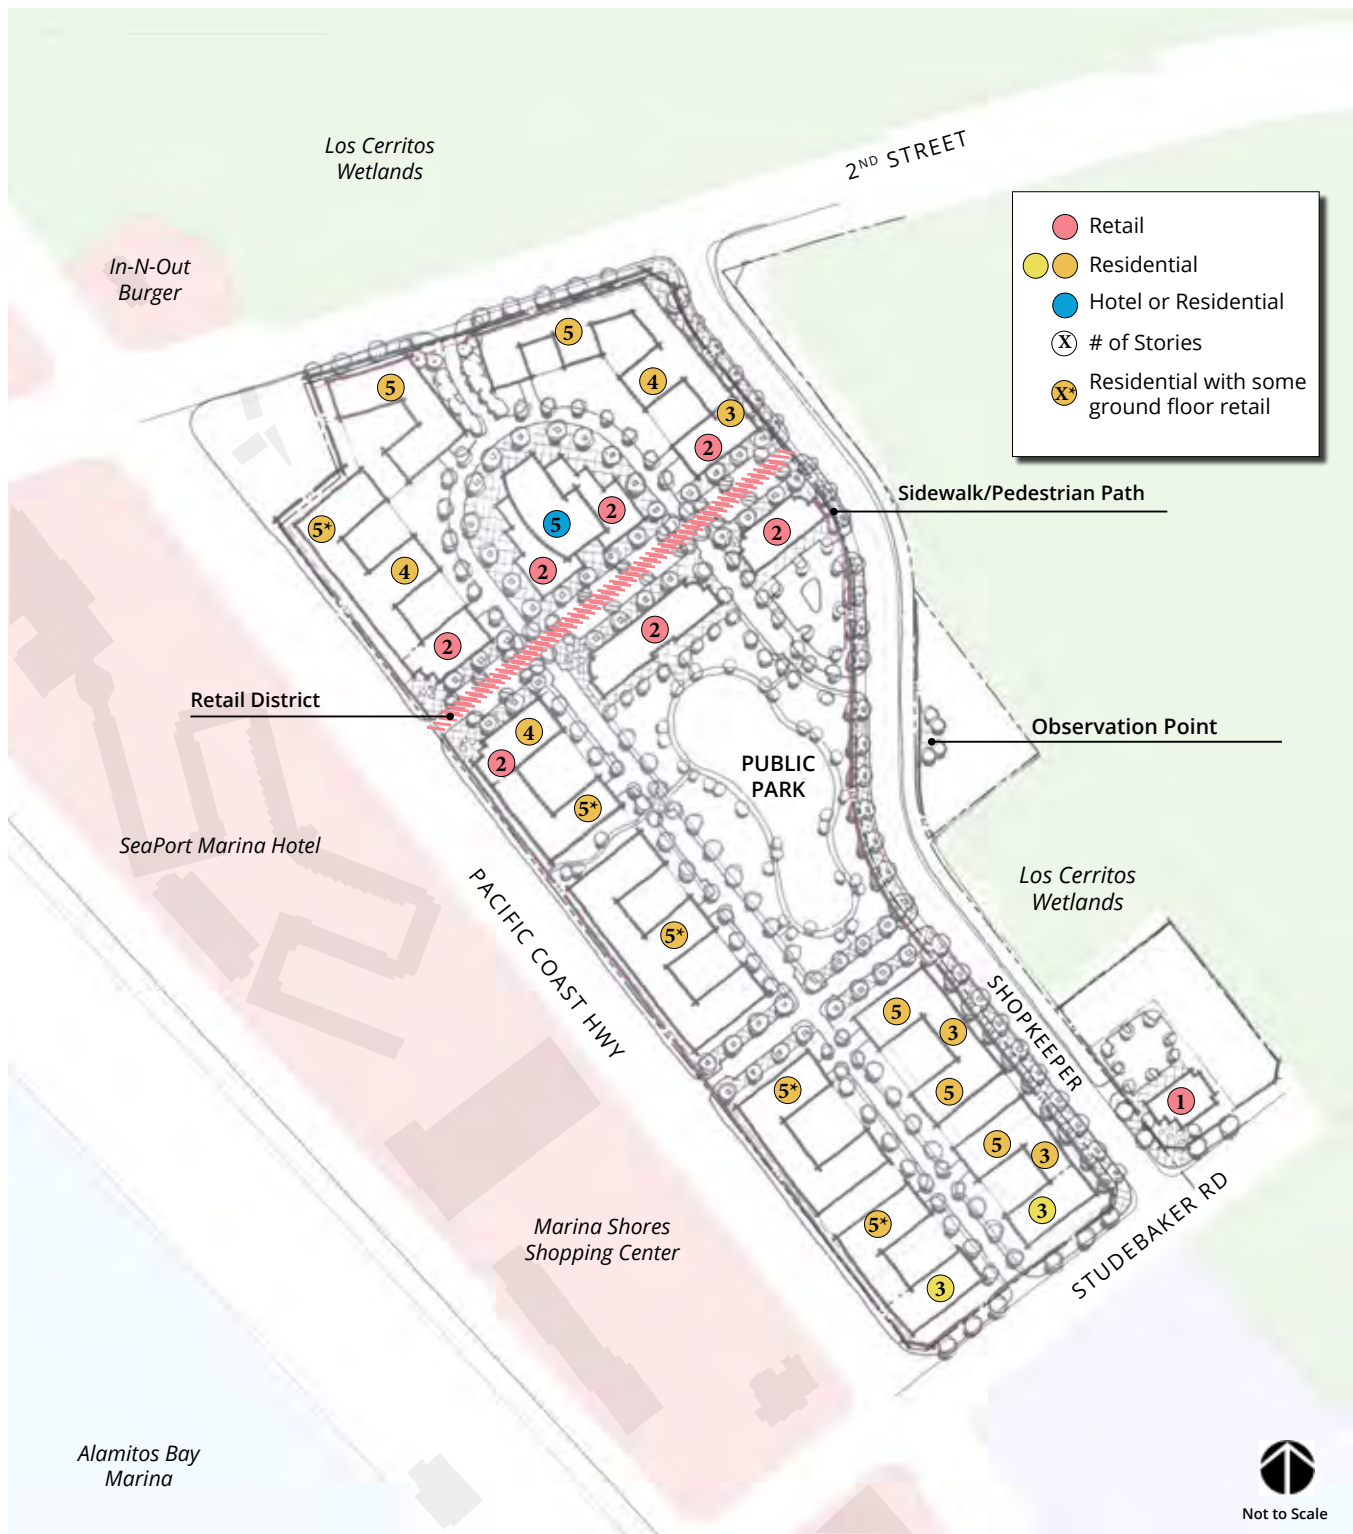 Los Cerritos
Wetlands
2ND STREET
In-N-Out
Burger
Retail
Residential
Hotel or Residential
X # of Stories
X* Residential with some
ground floor retail
5
5
4
3
2
Sidewalk/Pedestrian Path
5*
5
2
2
2
4
2
2
Retail District
4
2
Observation Point
PUBLIC
PARK
5*
SeaPort Marina Hotel
PACIFIC COAST HWY
Los Cerritos
Wetlands
5*
SHOPKEEPER
5
3
5*
5
1
5
3
3
5*
3
STUDEBAKER RD
Marina Shores
Shopping Center
Alamitos Bay
Marina
Not to Scale